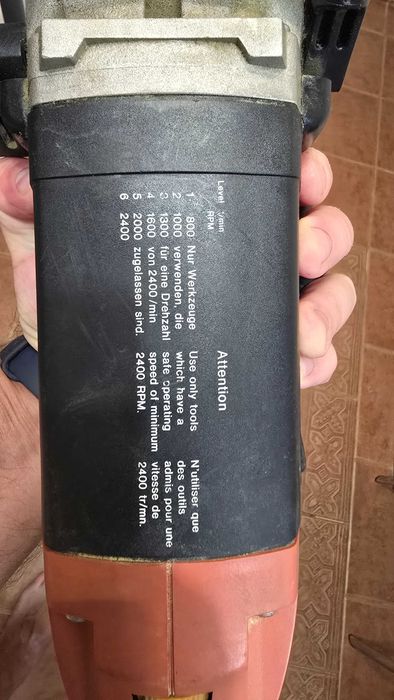 Level 1/min
RPM
1 800
2 1000
3 1300
4 1600
5 2000
6 2400
Attention
Nur Werkzeuge
verwenden, die
für eine Drehzahl
von 2400/min
zugelassen sind.
Use only tools
which have a
safe operating
speed of minimum
2400 RPM.
N'utiliser que
des outils
admis pour une
vitesse de
2400 tr/mn.